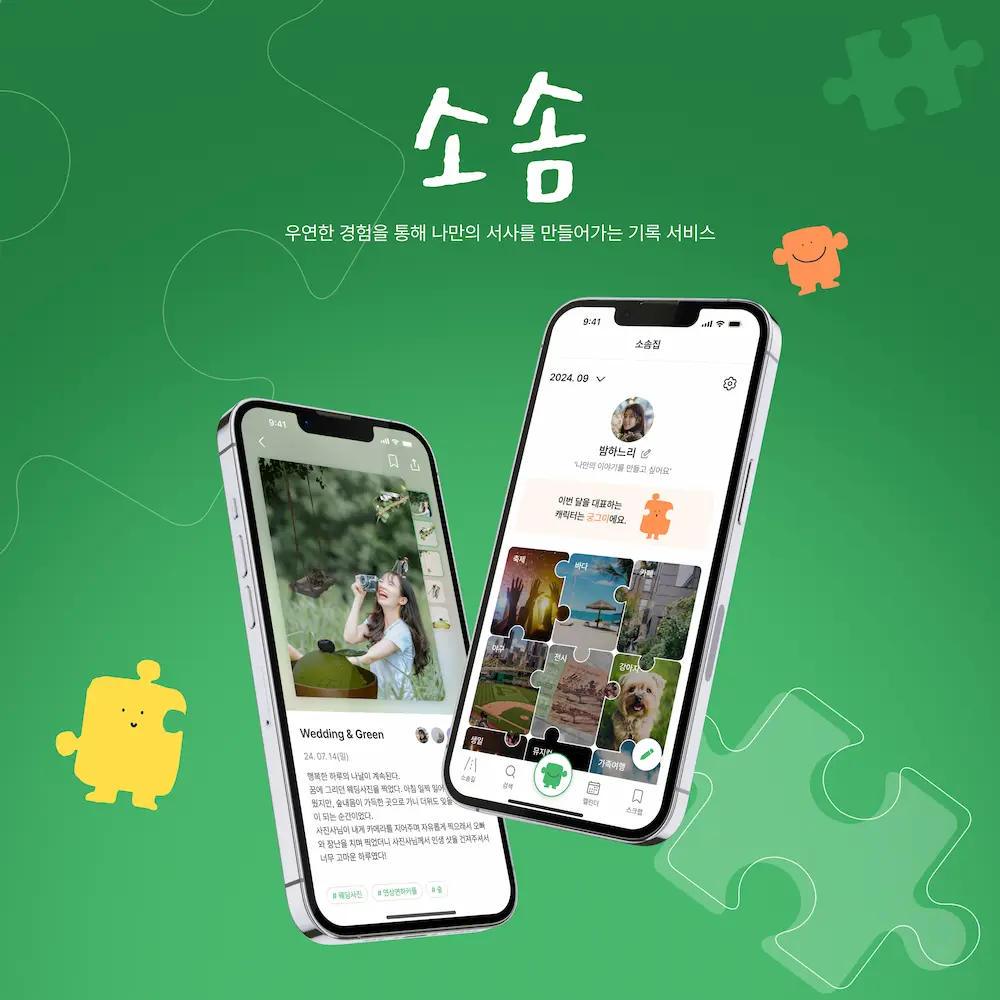 소솜
우연한 경험을 통해 나만의 서사를 만들어가는 기록 서비스
9:41
소솜집
2024. 09
밤하느리
"나만의 이야기를 만들고 싶어요"
이번 달을 대표하는
캐릭터는 궁그미에요.
축제
바다
카페
야구
전시
강아지
생일
뮤지컬
가족여행
소솜길
검색
캘린더
스크랩
9:41
Wedding & Green
24. 07. 14(일)
행복한 하루의 나날이 계속된다.
꿈에 그리던 웨딩사진을 찍었다. 아침 일찍 일어
웠지만, 숲내음이 가득한 곳으로 가니 더위도 잊을
이 되는 순간이었다.
사진사님이 내게 카메라를 지어주며 자유롭게 찍으래서 오빠
와 장난을 치며 찍었더니 사진사님께서 인생 샷을 건져주셔서
너무 고마운 하루였다!
# 웨딩사진
# 연상연하커플
# 숲